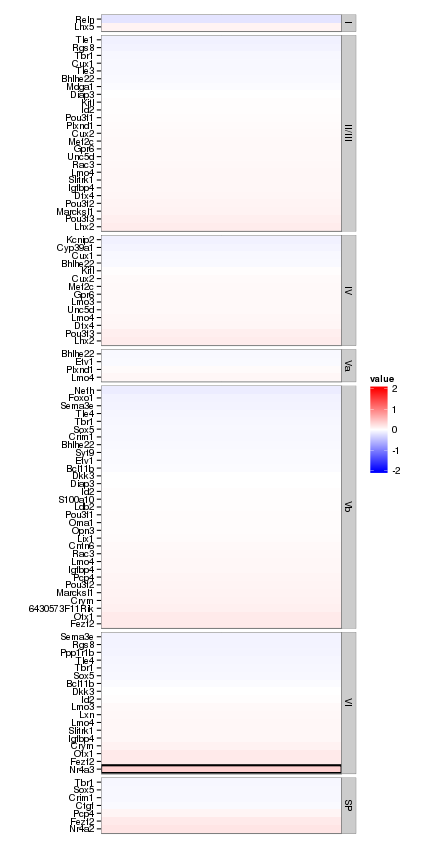 Reln
Lhx5
I
Tle1
Rgs8
Tbr1
Cux1
Tle3
Bhlhe22
Mdga1
Diap3
Kitl
Id2
Pou3f1
Plxnd1
Cux2
Mef2c
Gpr6
Unc5d
Rac3
Lmo4
Slitrk1
Igfbp4
Dtx4
Pou3f2
Marcksl1
Pou3f3
Lhx2
II/III
Kcnip2
Cyp39a1
Cux1
Bhlhe22
Kitl
Cux2
Mef2c
Gpr6
Lmo3
Unc5d
Lmo4
Dtx4
Pou3f3
Lhx2
IV
Bhlhe22
Etv1
Plxnd1
Lmo4
Va
Nefh
Foxo1
Sema3e
Tle4
Tbr1
Sox5
Crim1
Bhlhe22
Syt9
Etv1
Bcl11b
Dkk3
Diap3
Id2
S100a10
Ldb2
Pou3f1
Oma1
Opn3
Lix1
Cntn6
Rac3
Lmo4
Igfbp4
Pcp4
Pou3f2
Marcksl1
Crym
6430573F11Rik
Otx1
Fezf2
Vb
Sema3e
Rgs8
Ppp1r1b
Tle4
Tbr1
Sox5
Bcl11b
Dkk3
Id2
Lmo3
Lxn
Lmo4
Slitrk1
Igfbp4
Crym
Otx1
Fezf2
Nr4a3
VI
Tbr1
Sox5
Crim1
Ctgf
Pcp4
Fezf2
Nr4a2
SP
value
2
1
0
-1
-2